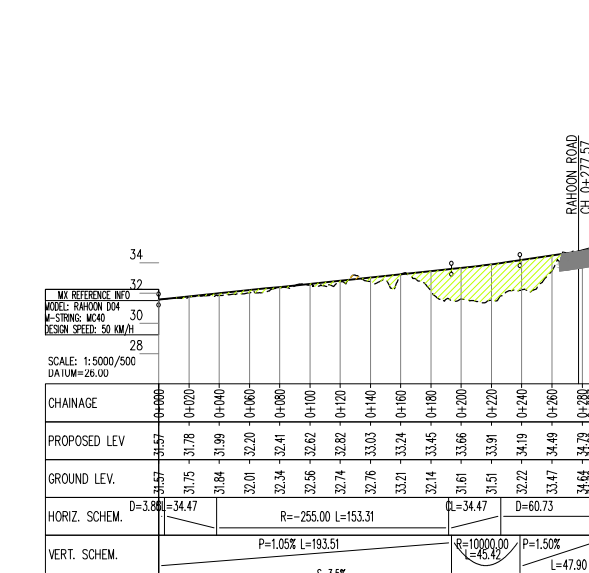 RAHOON ROAD
CH 0+277.57
34
32
30
28
MX REFERENCE INFO
MODEL: RAHOON D04
M-STRING: MC40
DESIGN SPEED: 50 KM/H
SCALE: 1:5000/500
DATUM=26.00
CHAINAGE 0+000 0+020 0+040 0+060 0+080 0+100 0+120 0+140 0+160 0+180 0+200 0+220 0+240 0+260 0+280
PROPOSED LEV 31.57 31.78 31.99 32.20 32.41 32.62 32.82 33.03 33.24 33.45 33.66 33.91 34.19 34.49 34.79
GROUND LEV. 31.57 31.75 31.84 32.01 32.34 32.56 32.74 32.76 33.21 32.14 31.61 31.51 32.22 33.47 34.64
HORIZ. SCHEM. L=34.47 R=-255.00 L=153.31 CL=34.47 D=60.73
VERT. SCHEM. P=1.05% L=193.51 R=10000.00 L=45.42 P=1.50% L=47.90